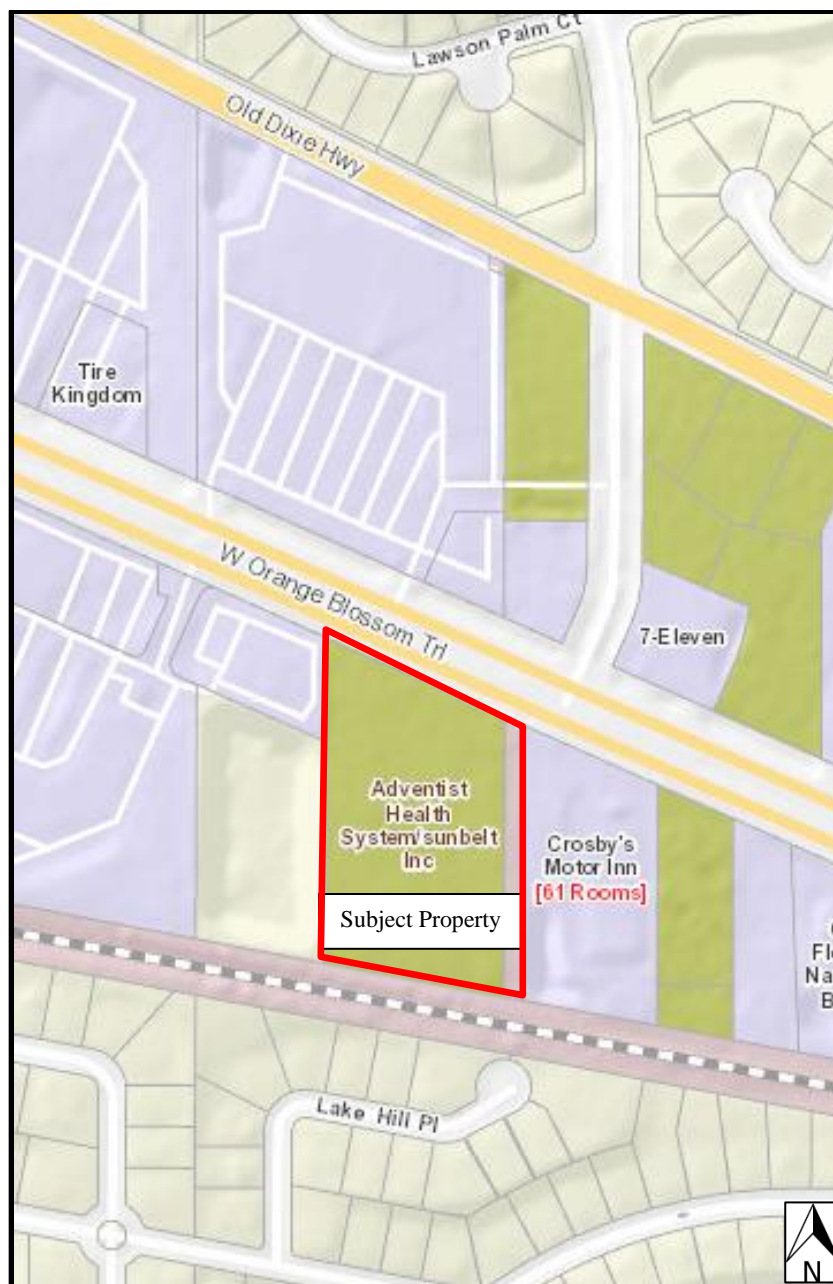 Lawson Palm Ct
Old Dixie Hwy
Tire
Kingdom
W Orange Blossom Trl
7-Eleven
Adventist
Health
System/sunbelt
Inc
Crosby's
Motor Inn
[61 Rooms]
Subject Property
Lake Hill Pl
N